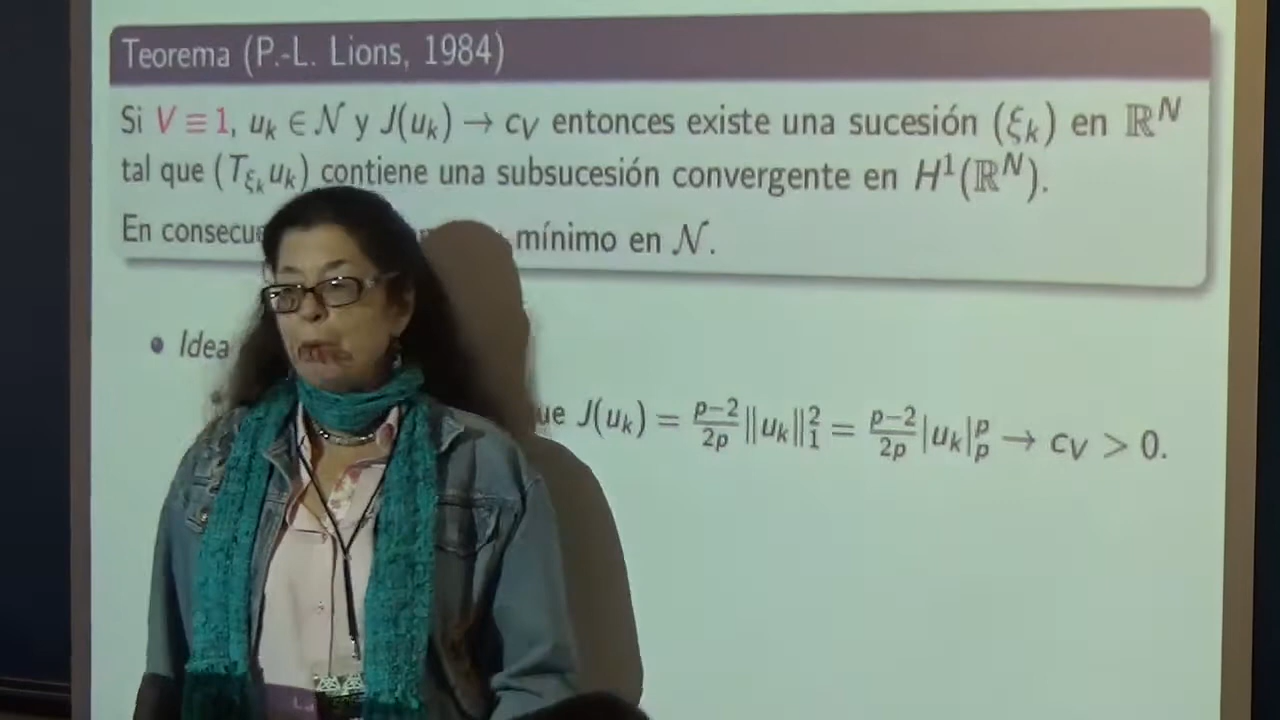 Teorema (P.-L. Lions, 1984)
Si V ≡ 1, u_k ∈ 𝒩 y J(u_k) → c_V entonces existe una sucesión (ξ_k) en ℝ^N
tal que (T_{ξ_k} u_k) contiene una subsucesión convergente en H^1(ℝ^N).
En mínimo en 𝒩.
• Idea
J(u_k) = \frac{p-2}{2p}‖u_k‖_1^2 = \frac{p-2}{2p}|u_k|_p^p → c_V > 0.